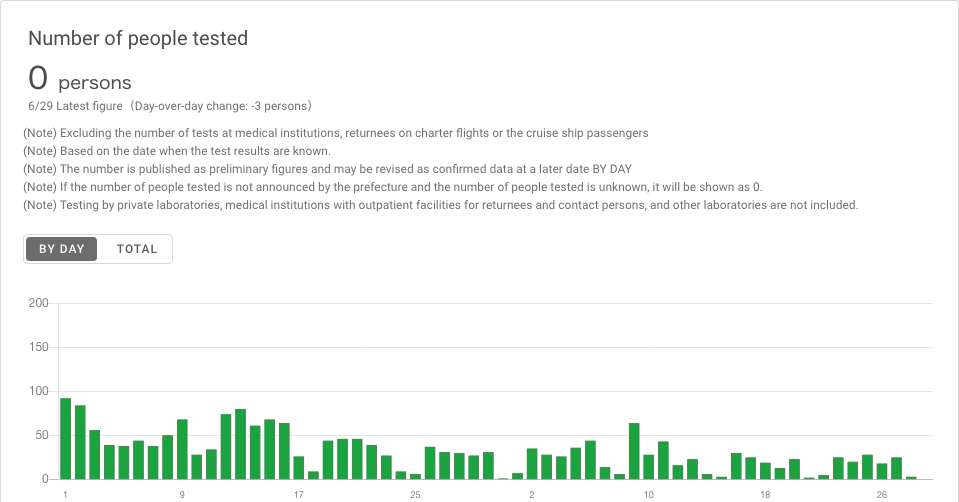 Number of people tested
0 persons
6/29 Latest figure（Day-over-day change: -3 persons）
(Note) Excluding the number of tests at medical institutions, returnees on charter flights or the cruise ship passengers
(Note) Based on the date when the test results are known.
(Note) The number is published as preliminary figures and may be revised as confirmed data at a later date BY DAY
(Note) If the number of people tested is not announced by the prefecture and the number of people tested is unknown, it will be shown as 0.
(Note) Testing by private laboratories, medical institutions with outpatient facilities for returnees and contact persons, and other laboratories are not included.
BY DAY TOTAL
200
150
100
50
0
1 9 17 25 2 10 18 26